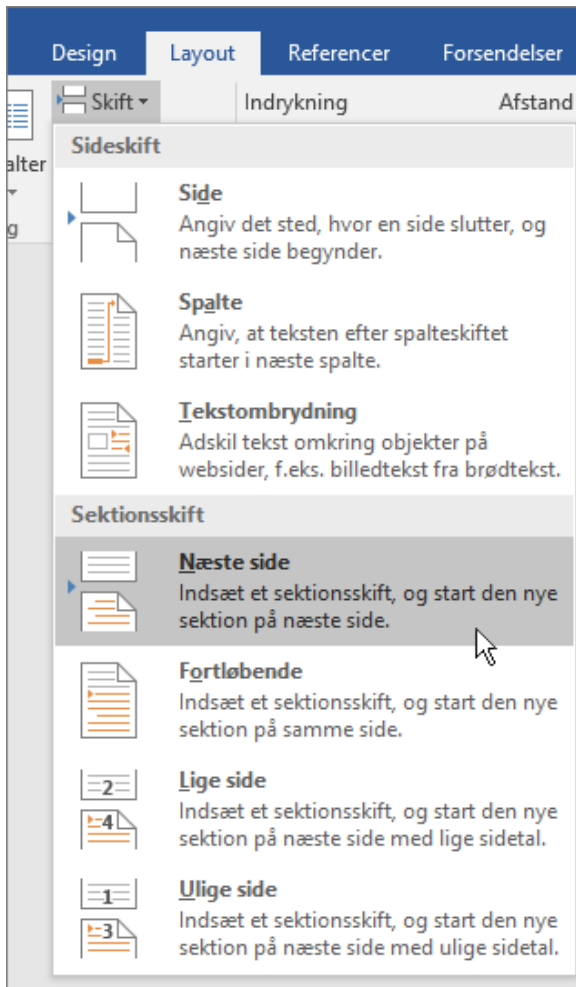 Design Layout Referencer Forsendelser
Skift Indrykning Afstand
alter
g
Sideskift
Side
Angiv det sted, hvor en side slutter, og
næste side begynder.
Spalte
Angiv, at teksten efter spalteskiftet
starter i næste spalte.
Tekstombrydning
Adskil tekst omkring objekter på
websider, f.eks. billedtekst fra brødtekst.
Sektionsskift
Næste side
Indsæt et sektionsskift, og start den nye
sektion på næste side.
Fortløbende
Indsæt et sektionsskift, og start den nye
sektion på samme side.
2
4
Lige side
Indsæt et sektionsskift, og start den nye
sektion på næste side med lige sidetal.
1
3
Ulige side
Indsæt et sektionsskift, og start den nye
sektion på næste side med ulige sidetal.